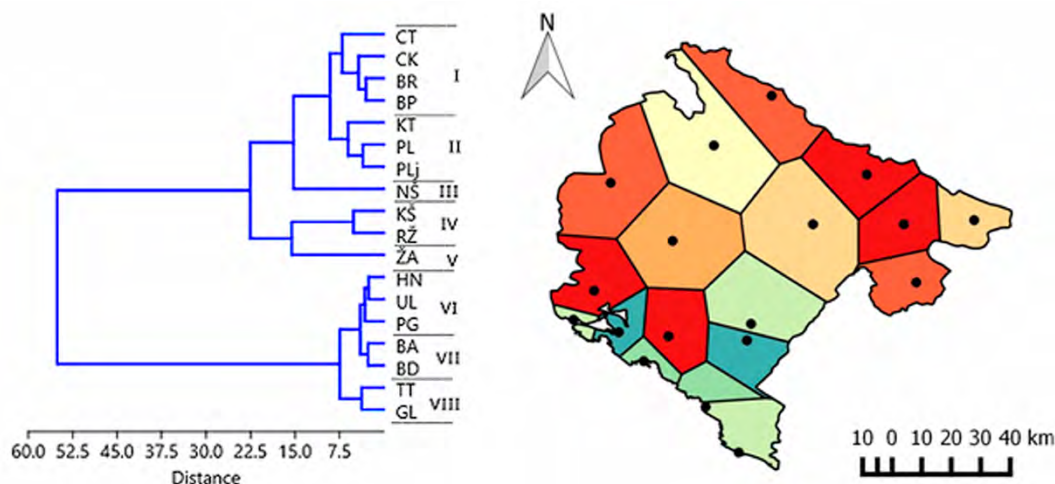 CT
CK
BR
BP
I
KT
PL
PLj
II
NŠ III
KŠ
RŽ
IV
ŽA V
HN
UL
PG
VI
BA
BD
VII
TT
GL
VIII
60.0 52.5 45.0 37.5 30.0 22.5 15.0 7.5
Distance
N
10 0 10 20 30 40 km